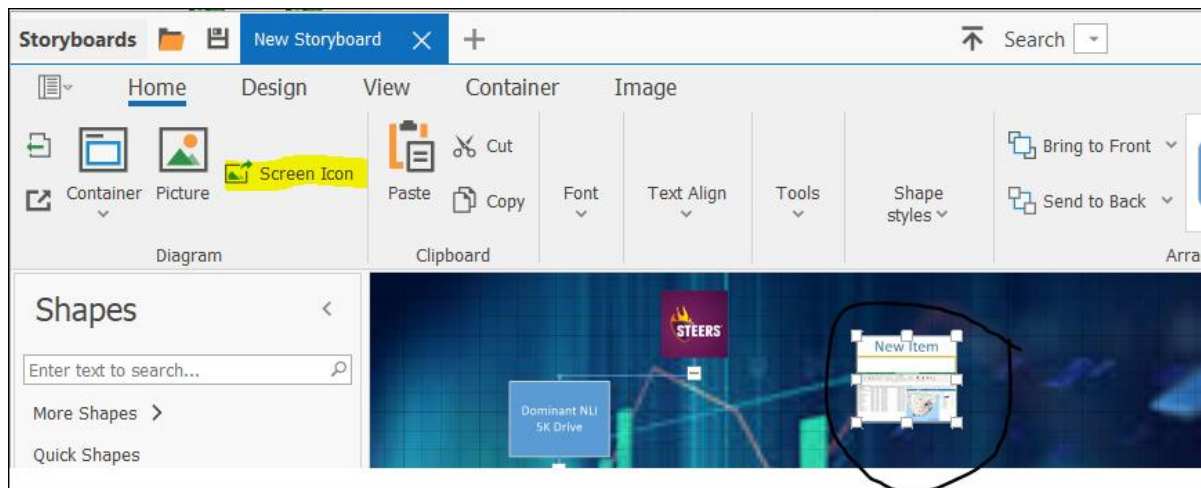 Storyboards New Storyboard Search
Home Design View Container Image
Container Picture Screen Icon Paste Cut Copy Font Text Align Tools Shape styles Bring to Front Send to Back
Diagram Clipboard Arra
Shapes
Enter text to search...
More Shapes
Quick Shapes
STEERS
Dominant NLI
5K Drive
New Item